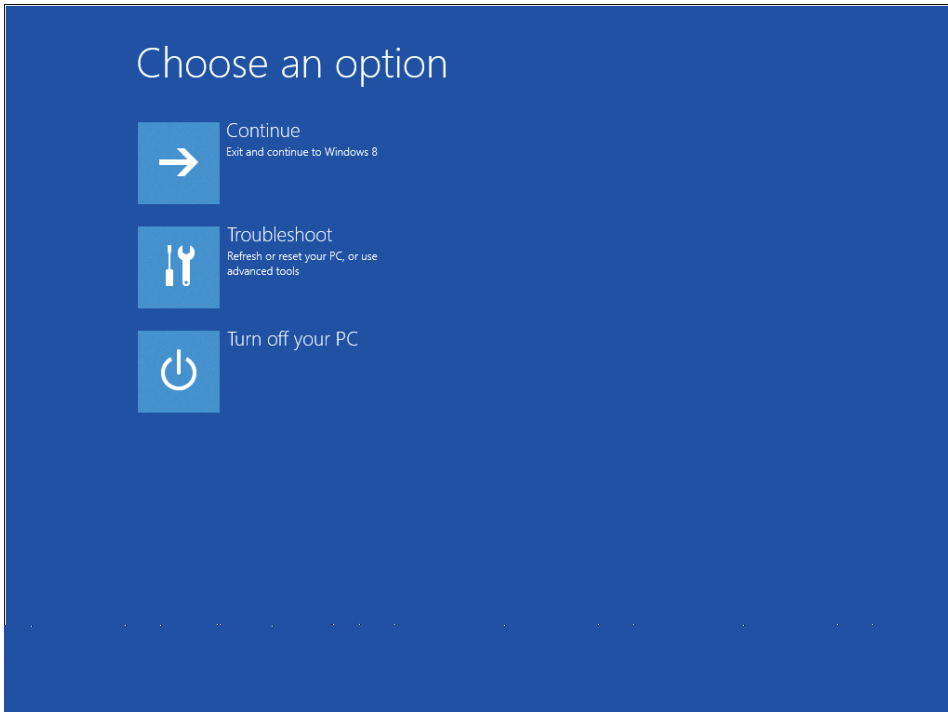 Choose an option
Continue
Exit and continue to Windows 8
Troubleshoot
Refresh or reset your PC, or use
advanced tools
Turn off your PC